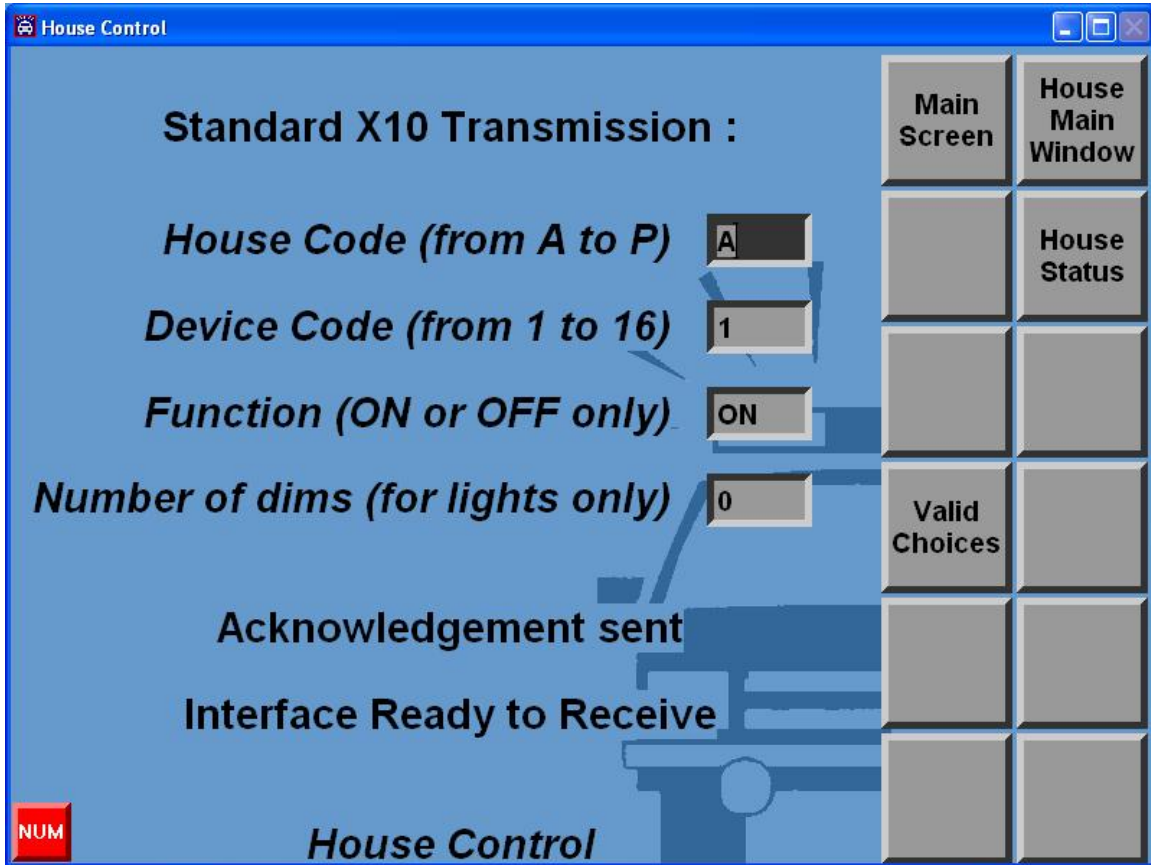 House Control
Standard X10 Transmission :
House Code (from A to P)
A
Device Code (from 1 to 16)
1
Function (ON or OFF only)
ON
Number of dims (for lights only)
0
Acknowledgement sent
Interface Ready to Receive
House Control
NUM
Main
Screen
House
Main
Window
House
Status
Valid
Choices